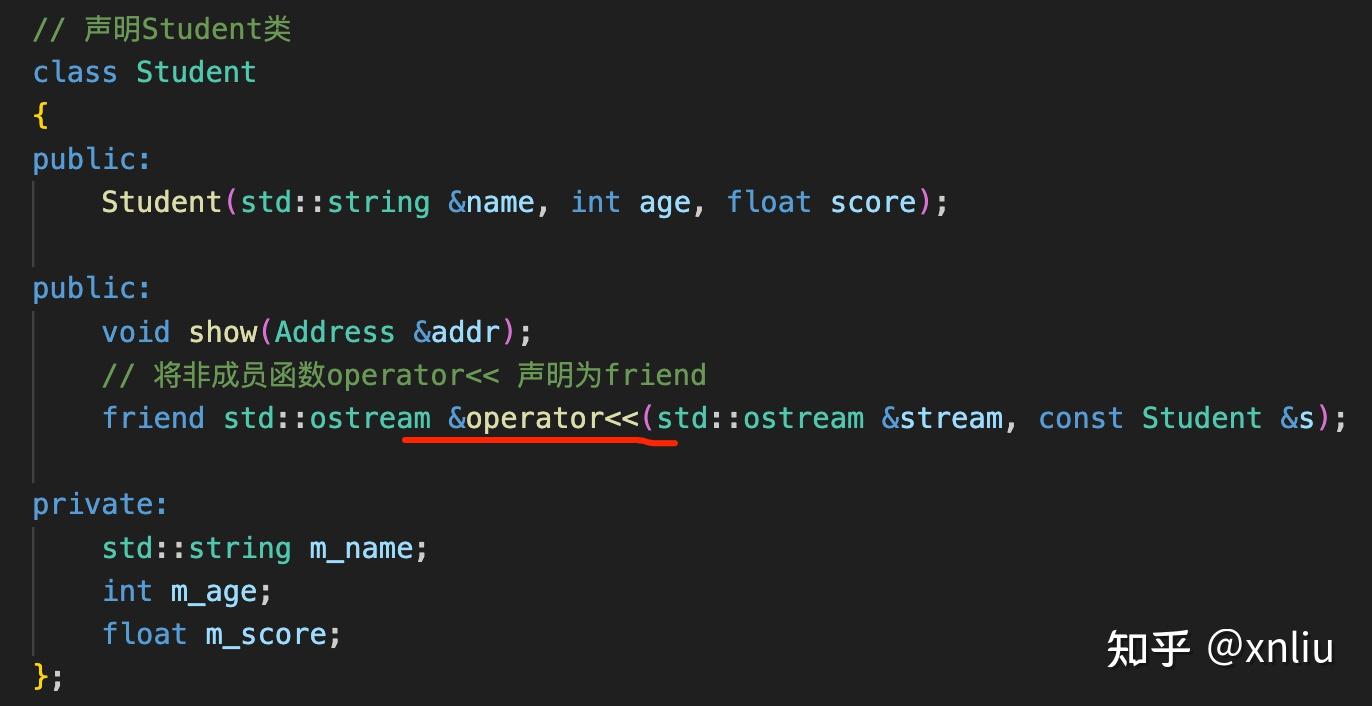 // 声明Student类
class Student
{
public:
    Student(std::string &name, int age, float score);
public:
    void show(Address &addr);
    // 将非成员函数operator<< 声明为friend
    friend std::ostream &operator<<(std::ostream &stream, const Student &s);
private:
    std::string m_name;
    int m_age;
    float m_score;
};
知乎 @xnliu